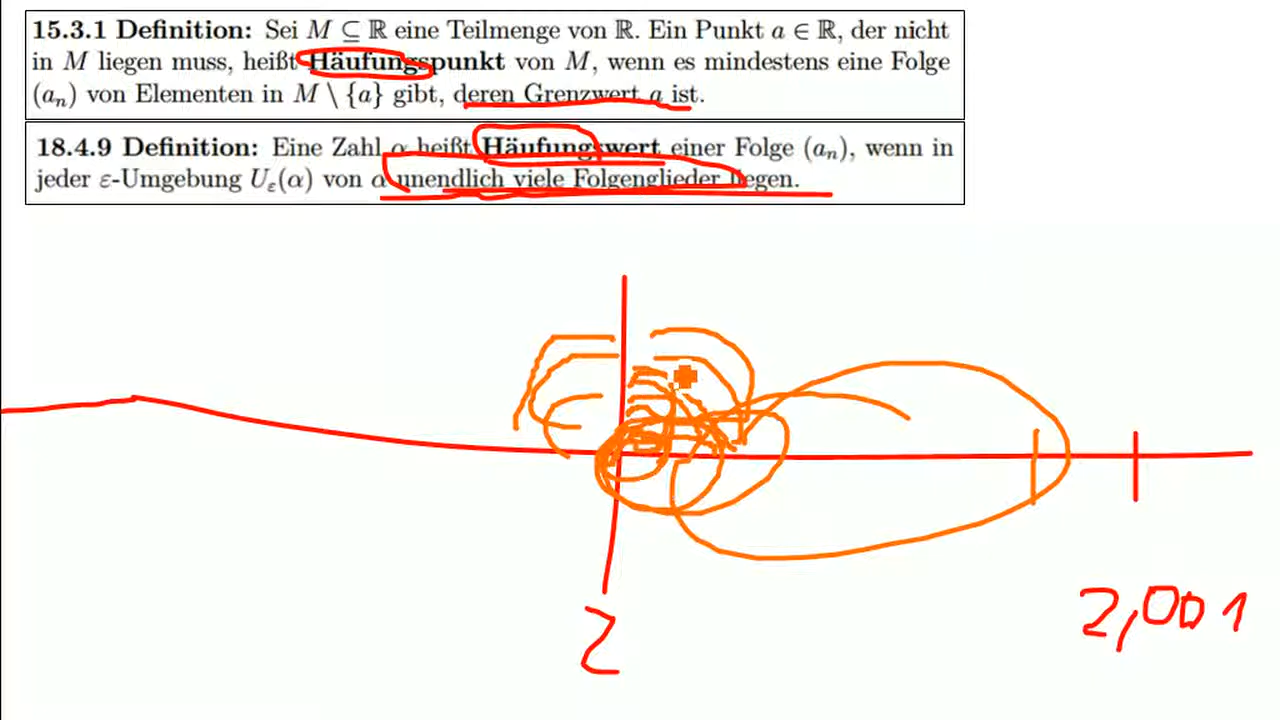 15.3.1 Definition: Sei M ⊆ ℝ eine Teilmenge von ℝ. Ein Punkt a ∈ ℝ, der nicht
in M liegen muss, heißt Häufungspunkt von M, wenn es mindestens eine Folge
(aₙ) von Elementen in M \ {a} gibt, deren Grenzwert a ist.
18.4.9 Definition: Eine Zahl α heißt Häufungswert einer Folge (aₙ), wenn in
jeder ε-Umgebung Uε(α) von α unendlich viele Folgenglieder liegen.
2
2,001